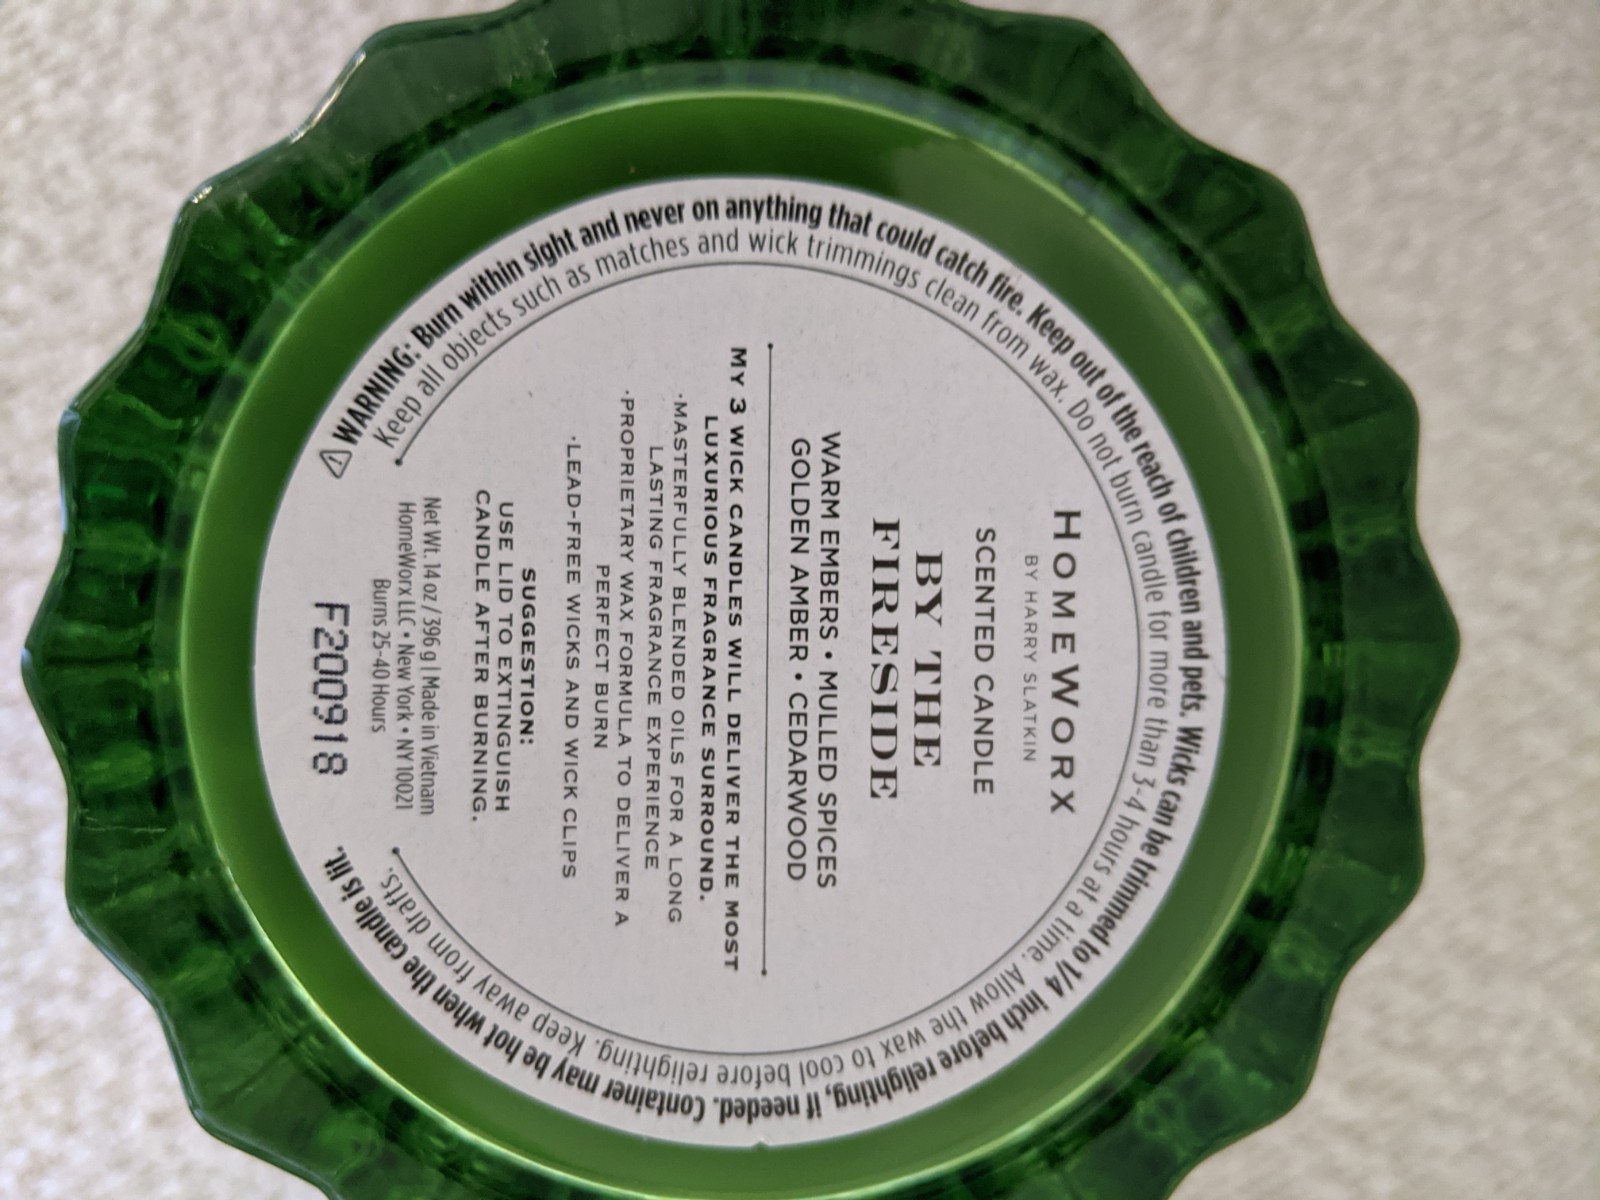 ⚠ WARNING: Burn within sight and never on anything that could catch fire. Keep out of the reach of children and pets. Wicks can be trimmed to 1/4 inch before relighting, if needed. Container may be hot when the candle is lit.
Keep all objects such as matches and wick trimmings clean from wax. Do not burn candle for more than 3-4 hours at a time. Allow the wax to cool before relighting. Keep away from drafts.
HOMEWORX
BY HARRY SLATKIN
SCENTED CANDLE
BY THE
FIRESIDE
WARM EMBERS • MULLED SPICES
GOLDEN AMBER • CEDARWOOD
MY 3 WICK CANDLES WILL DELIVER THE MOST
LUXURIOUS FRAGRANCE SURROUND.
·MASTERFULLY BLENDED OILS FOR A LONG
LASTING FRAGRANCE EXPERIENCE
·PROPRIETARY WAX FORMULA TO DELIVER A
PERFECT BURN
·LEAD-FREE WICKS AND WICK CLIPS
SUGGESTION:
USE LID TO EXTINGUISH
CANDLE AFTER BURNING.
Net Wt. 14 oz / 396 g | Made in Vietnam
HomeWorx LLC • New York • NY 10021
Burns 25-40 Hours
F200918